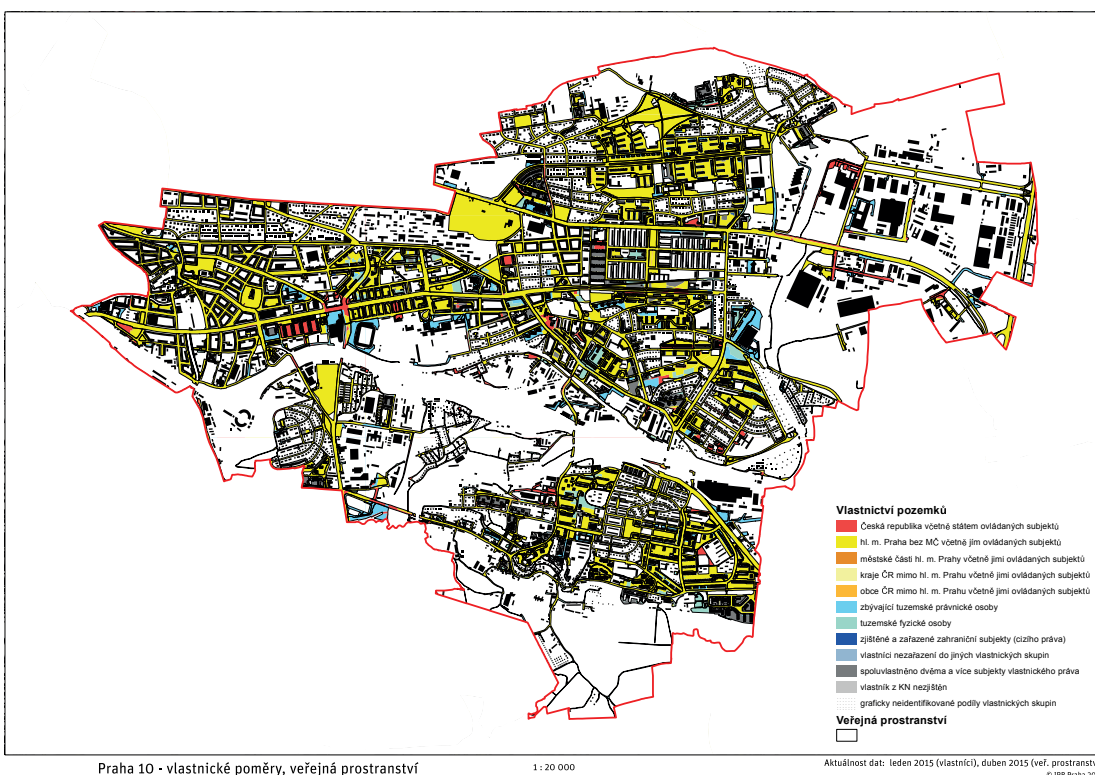 Vlastnictví pozemků
Česká republika včetně státem ovládaných subjektů
hl. m. Praha bez MČ včetně jím ovládaných subjektů
městské části hl. m. Prahy včetně jimi ovládaných subjektů
kraje ČR mimo hl. m. Prahu včetně jimi ovládaných subjektů
obce ČR mimo hl. m. Prahu včetně jimi ovládaných subjektů
zbývající tuzemské právnické osoby
tuzemské fyzické osoby
zjištěné a zařazené zahraniční subjekty (cizího práva)
vlastníci nezařazení do jiných vlastnických skupin
spoluvlastněno dvěma a více subjekty vlastnického práva
vlastník z KN nezjištěn
graficky neidentifikované podíly vlastnických skupin
Veřejná prostranství
Praha 10 - vlastnické poměry, veřejná prostranství
1 : 20 000
Aktuálnost dat: leden 2015 (vlastníci), duben 2015 (veř. prostranství
© IPR Praha 20